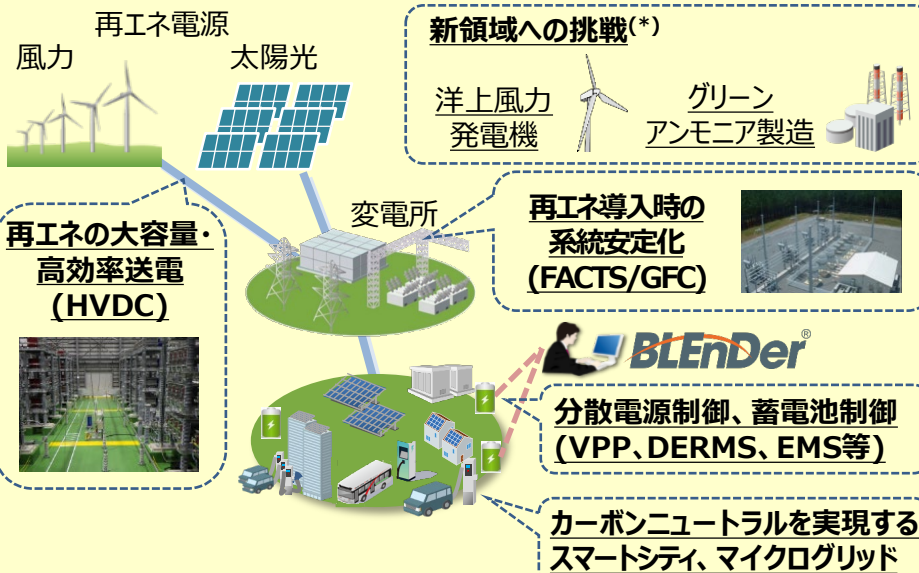 再エネ電源
風力
太陽光
新領域への挑戦(*)
洋上風力
発電機
グリーン
アンモニア製造
変電所
再エネの大容量・
高効率送電
(HVDC)
再エネ導入時の
系統安定化
(FACTS/GFC)
BLEnDer®
分散電源制御、蓄電池制御
(VPP、DERMS、EMS等)
カーボンニュートラルを実現する
スマートシティ、マイクログリッド